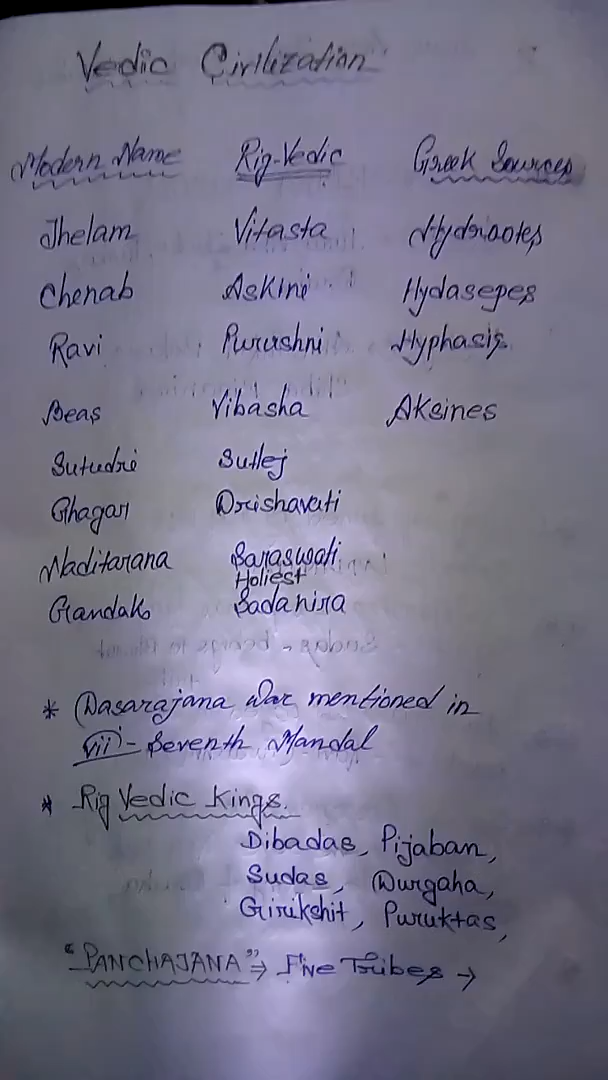 Vedic Civilization
Modern Name Rig-Vedic Greek Sources
Jhelam Vitasta Hydraotes
Chenab Askini Hydasepes
Ravi Purushni Hyphasis
Beas Vibasha Aksines
Sutudri Sutlej
Ghagar Drishavati
Naditarana Saraswati
Holiest
Gandak Sadanira
* Dasarajana War mentioned in
vii - Seventh Mandal
* Rig Vedic Kings.
Dibadas, Pijaban,
Sudas, Durgaha,
Girikshit, Puruktas,
"PANCHAJANA" ⇒ Five Tribes →